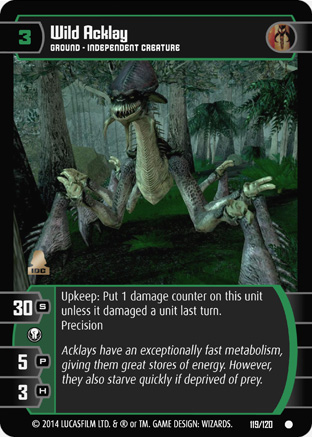 3 Wild Acklay
GROUND - INDEPENDENT CREATURE
IDC
30 S
Upkeep: Put 1 damage counter on this unit
unless it damaged a unit last turn.
Precision
5 P
Acklays have an exceptionally fast metabolism,
giving them great stores of energy. However,
they also starve quickly if deprived of prey.
3 H
© 2014 LUCASFILM LTD. & ® or TM. GAME DESIGN: WIZARDS. 119/120